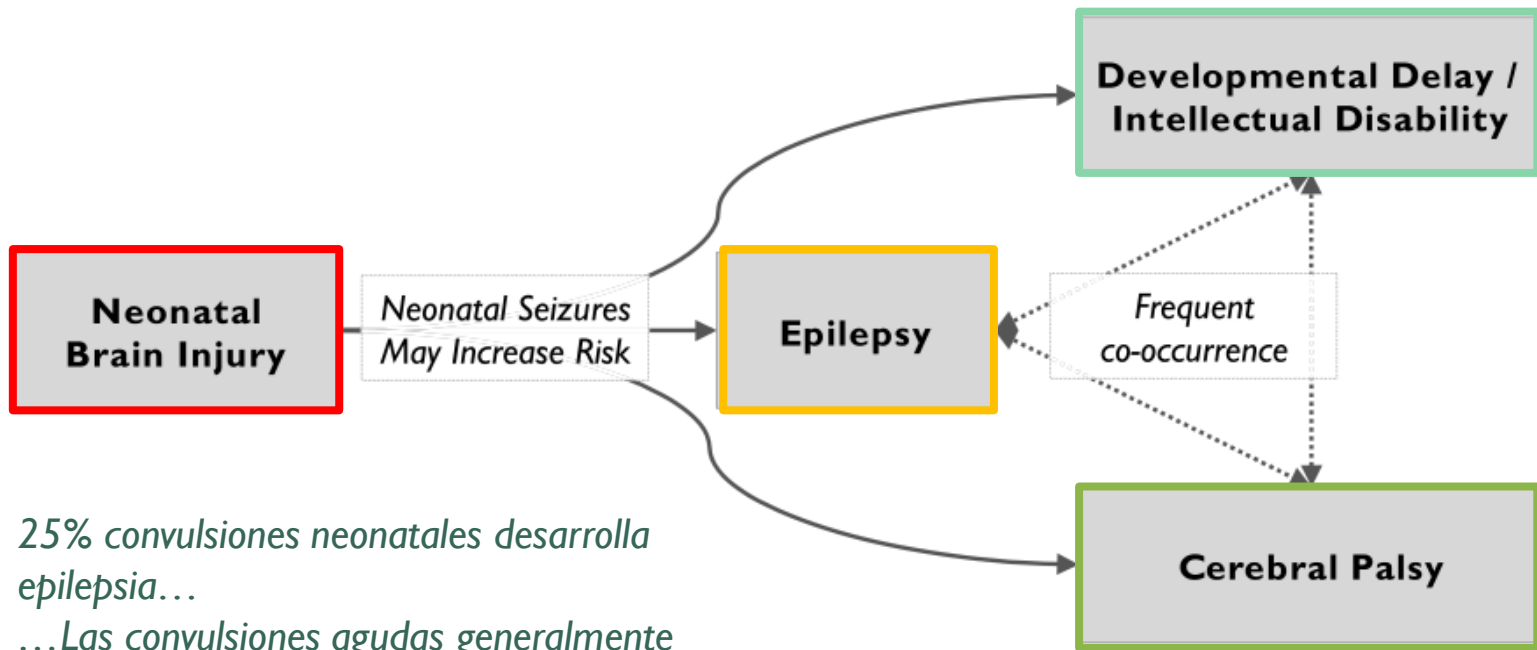 Developmental Delay /
Intellectual Disability
Neonatal
Brain Injury
Neonatal Seizures
May Increase Risk
Epilepsy
Frequent
co-occurrence
25% convulsiones neonatales desarrolla
epilepsia…
…Las convulsiones agudas generalmente
Cerebral Palsy